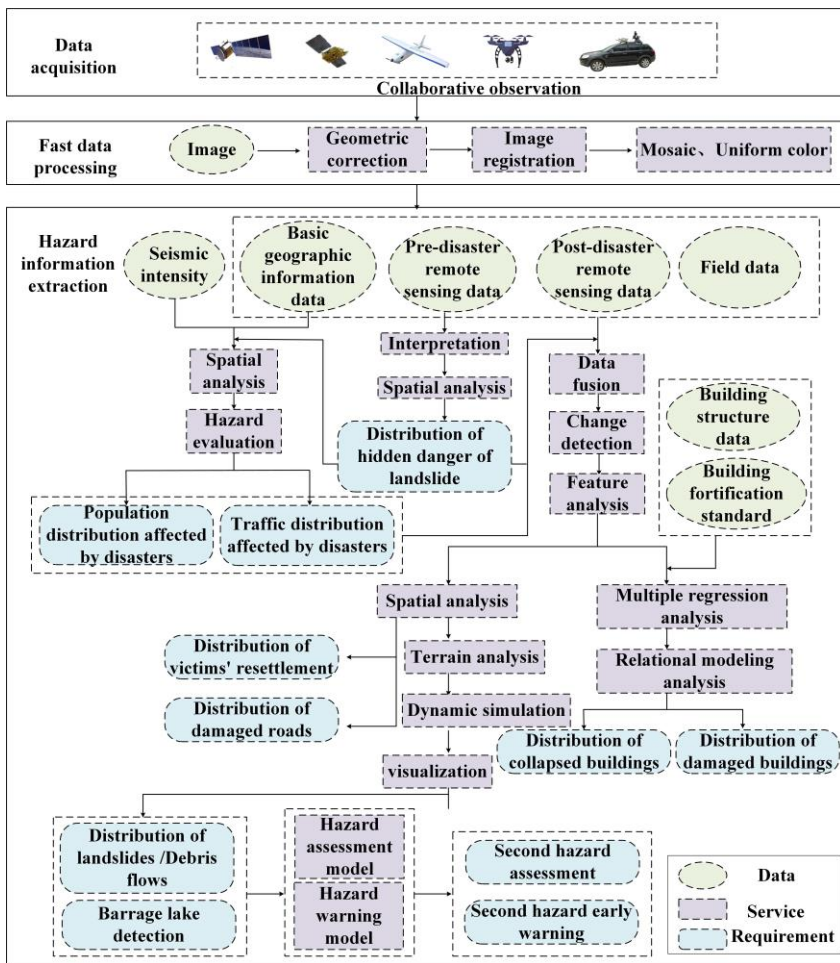 Data
acquisition
Collaborative observation
Fast data
processing
Image
Geometric
correction
Image
registration
Mosaic、Uniform color
Hazard
information
extraction
Seismic
intensity
Basic
geographic
information
data
Pre-disaster
remote
sensing data
Post-disaster
remote
sensing data
Field data
Spatial
analysis
Hazard
evaluation
Interpretation
Spatial analysis
Distribution of
hidden danger of
landslide
Data
fusion
Change
detection
Feature
analysis
Building
structure
data
Building
fortification
standard
Population
distribution affected
by disasters
Traffic distribution
affected by disasters
Spatial analysis
Multiple regression
analysis
Distribution of
victims' resettlement
Terrain analysis
Relational modeling
analysis
Distribution of
damaged roads
Dynamic simulation
Distribution of
collapsed buildings
Distribution of
damaged buildings
visualization
Distribution of
landslides /Debris
flows
Barrage lake
detection
Hazard
assessment
model
Hazard
warning
model
Second hazard
assessment
Second hazard early
warning
Data
Service
Requirement